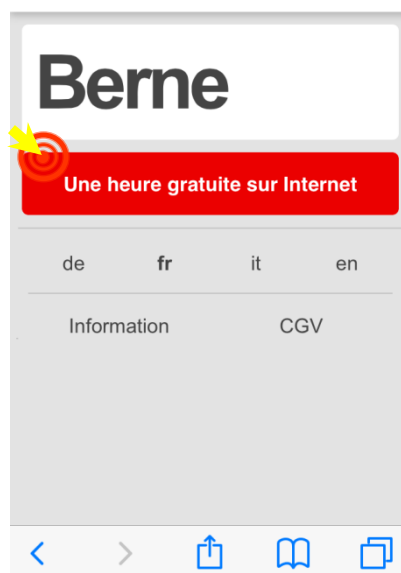 Berne
Une heure gratuite sur Internet
de fr it en
Information CGV